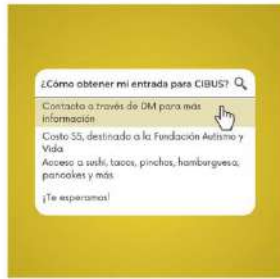 ¿Cómo obtener mi entrada para CIBUS?
Contacto a través de DM para más
información
Costo $5, destinado a la Fundación Autismo y
Vida
Acceso a sushi, tacos, pinchos, hamburguesa,
pancakes y más
¡Te esperamos!